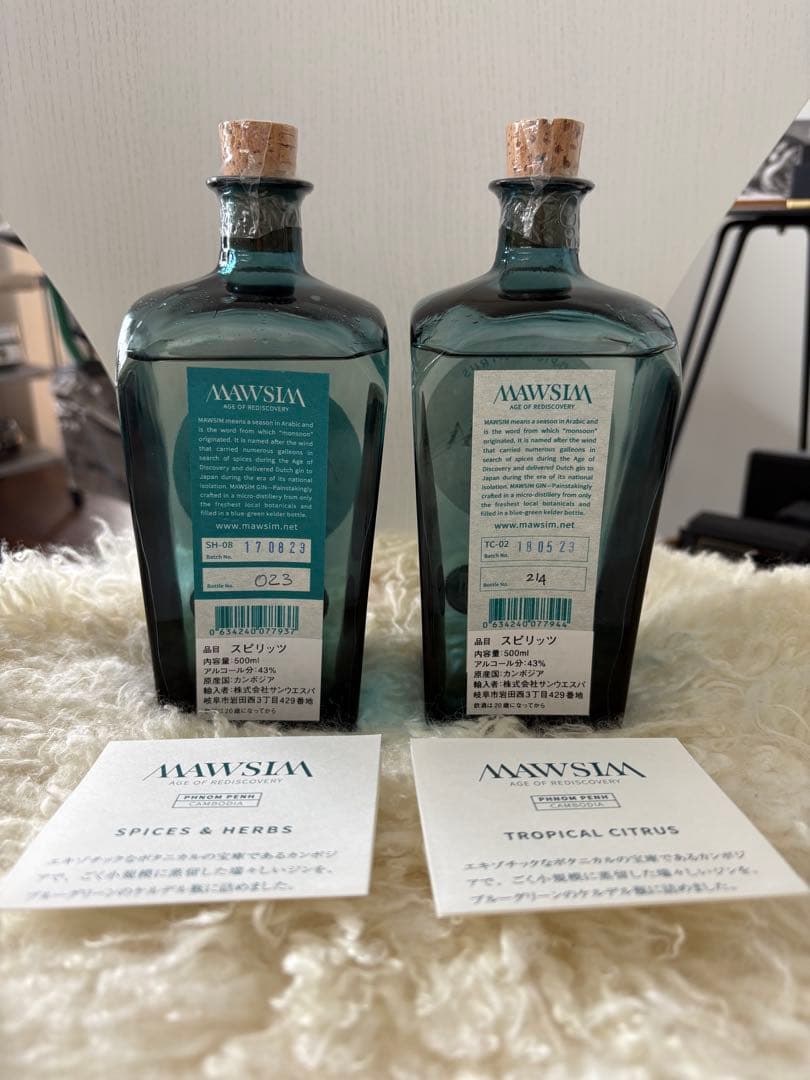 MAWSIM
AGE OF REDISCOVERY
MAWSIM means a season in Arabic and
is the word from which "monsoon"
originated. It is named after the wind
that carried numerous galleons in
search of spices during the Age of
Discovery and delivered Dutch gin to
Japan during the era of its national
isolation. MAWSIM GIN—Painstakingly
crafted in a micro-distillery from only
the freshest local botanicals and
filled in a blue-green kelder bottle.
www.mawsim.net
SH-08
Batch No.
170823
Bottle No.
023
0 634240 077937
品目 スピリッツ
内容量:500ml
アルコール分:43%
原産国:カンボジア
輸入者:株式会社サンウエスパ
岐阜市岩田西3丁目429番地
飲酒は20歳になってから
MAWSIM
AGE OF REDISCOVERY
MAWSIM means a season in Arabic and
is the word from which "monsoon"
originated. It is named after the wind
that carried numerous galleons in
search of spices during the Age of
Discovery and delivered Dutch gin to
Japan during the era of its national
isolation. MAWSIM GIN—Painstakingly
crafted in a micro-distillery from only
the freshest local botanicals and
filled in a blue-green kelder bottle.
www.mawsim.net
TC-02
Batch No.
180523
Bottle No.
214
0 634240 077944
品目 スピリッツ
内容量:500ml
アルコール分:43%
原産国:カンボジア
輸入者:株式会社サンウエスパ
岐阜市岩田西3丁目429番地
飲酒は20歳になってから
MAWSIM
AGE OF REDISCOVERY
PHNOM PENH
CAMBODIA
SPICES & HERBS
エキゾチックなボタニカルの宝庫であるカンボジ
アで、ごく小規模に蒸留した瑞々しいジンを、
ブルーグリーンのケルデル瓶に詰めました。
MAWSIM
AGE OF REDISCOVERY
PHNOM PENH
CAMBODIA
TROPICAL CITRUS
エキゾチックなボタニカルの宝庫であるカンボジ
アで、ごく小規模に蒸留した瑞々しいジンを、
ブルーグリーンのケルデル瓶に詰めました。